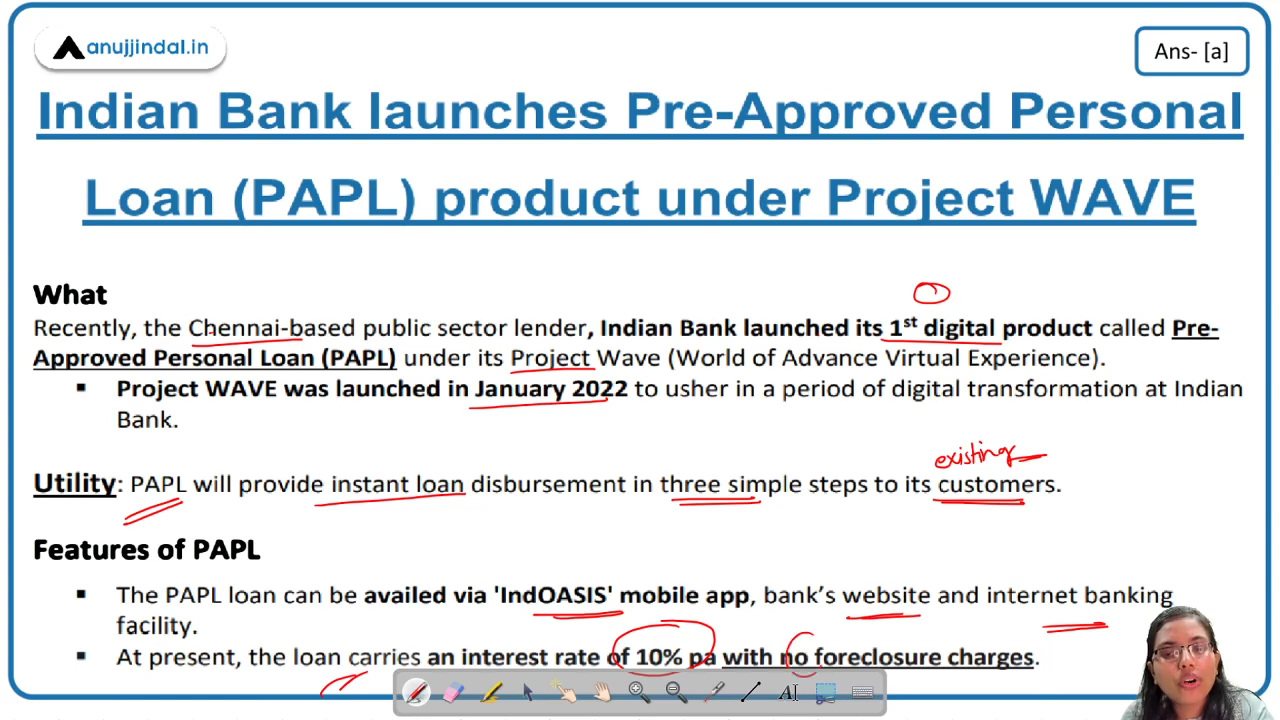 anujjindal.in
Ans- [a]
Indian Bank launches Pre-Approved Personal
Loan (PAPL) product under Project WAVE
What
Recently, the Chennai-based public sector lender, Indian Bank launched its 1st digital product called Pre-
Approved Personal Loan (PAPL) under its Project Wave (World of Advance Virtual Experience).
▪ Project WAVE was launched in January 2022 to usher in a period of digital transformation at Indian
Bank.
existing
Utility: PAPL will provide instant loan disbursement in three simple steps to its customers.
Features of PAPL
▪ The PAPL loan can be availed via 'IndOASIS' mobile app, bank's website and internet banking
facility.
▪ At present, the loan carries an interest rate of 10% pa with no foreclosure charges.